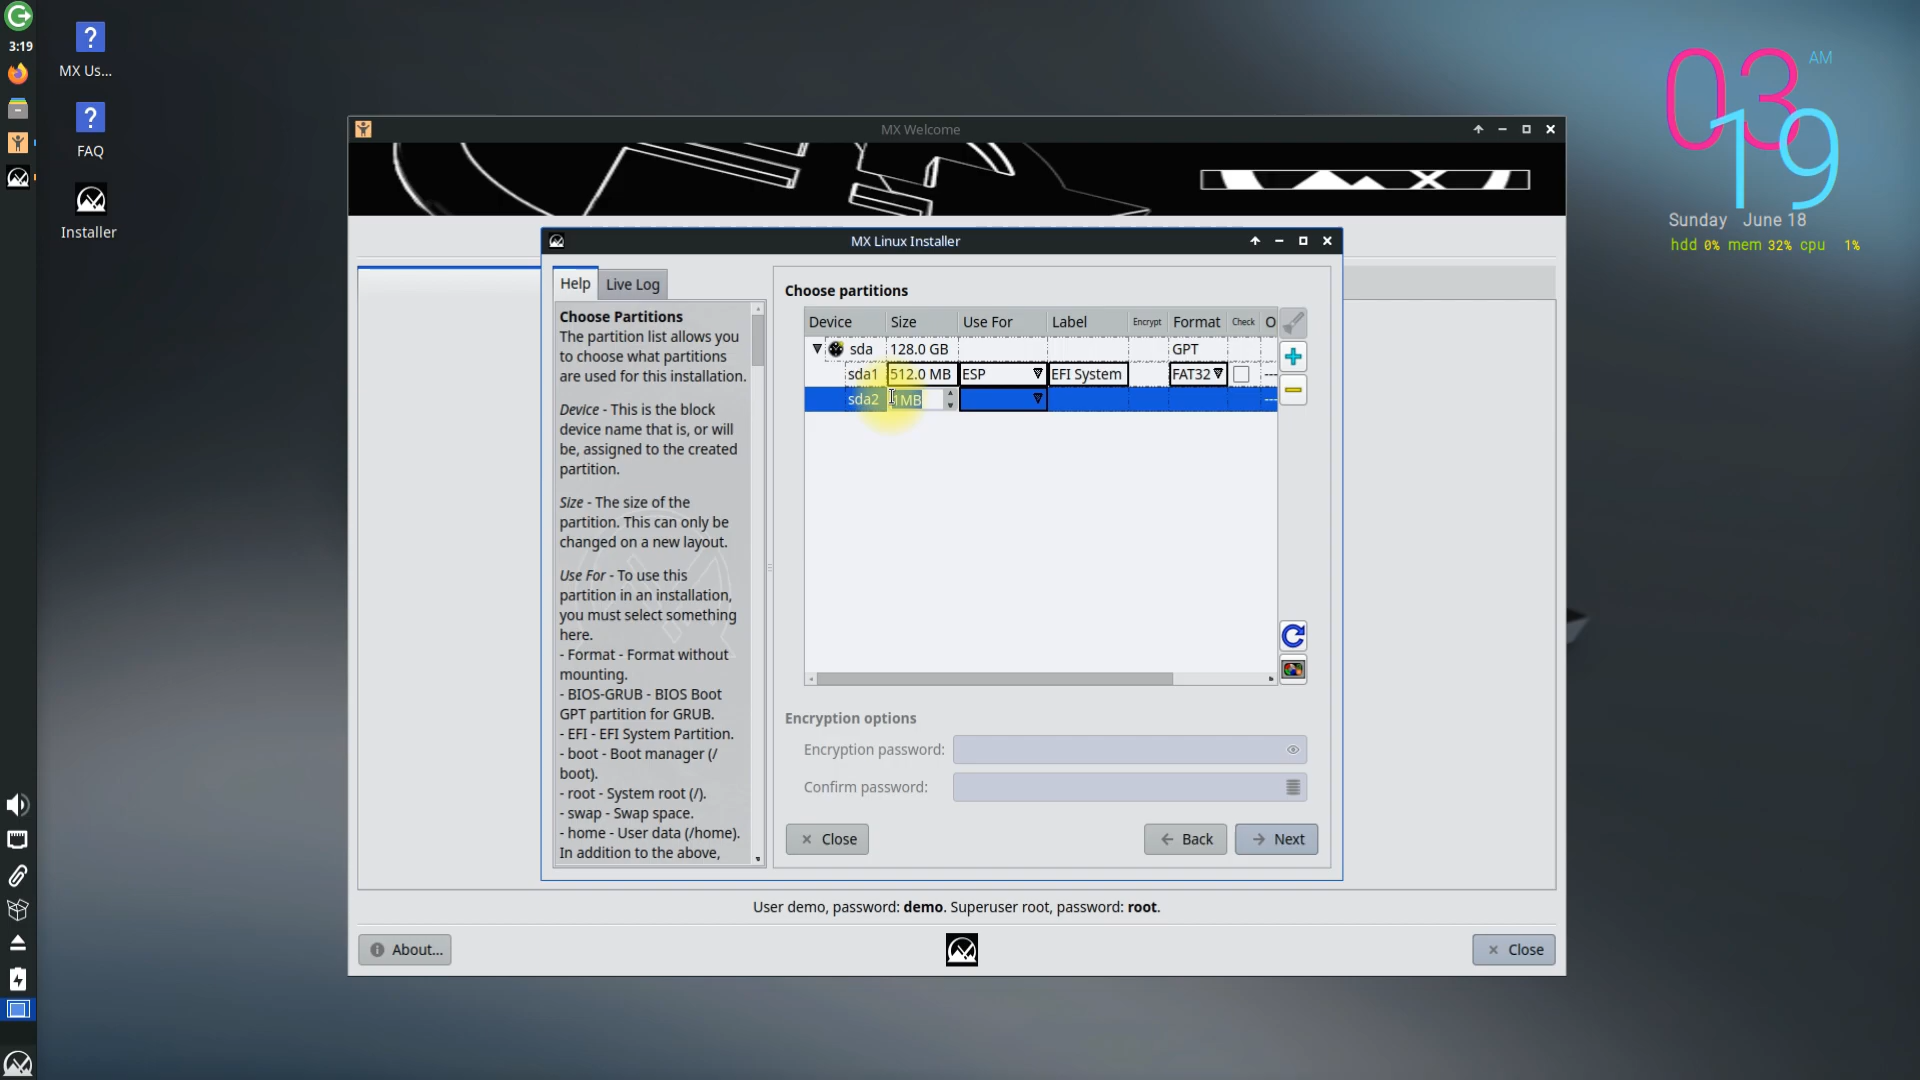 3:19
MX Us...
FAQ
Installer
03
AM
19
Sunday June 18
hdd 0% mem 32% cpu 1%
MX Welcome
MX Linux Installer
Help
Live Log
Choose Partitions
The partition list allows you
to choose what partitions
are used for this installation.
Device - This is the block
device name that is, or will
be, assigned to the created
partition.
Size - The size of the
partition. This can only be
changed on a new layout.
Use For - To use this
partition in an installation,
you must select something
here.
- Format - Format without
mounting.
- BIOS-GRUB - BIOS Boot
GPT partition for GRUB.
- EFI - EFI System Partition.
- boot - Boot manager (/
boot).
- root - System root (/).
- swap - Swap space.
- home - User data (/home).
In addition to the above,
Choose partitions
Device Size Use For Label Encrypt Format Check O
sda 128.0 GB GPT
sda1 512.0 MB ESP EFI System FAT32 ---
sda2 1MB ---
Encryption options
Encryption password:
Confirm password:
Close
Back
Next
User demo, password: demo. Superuser root, password: root.
About...
Close